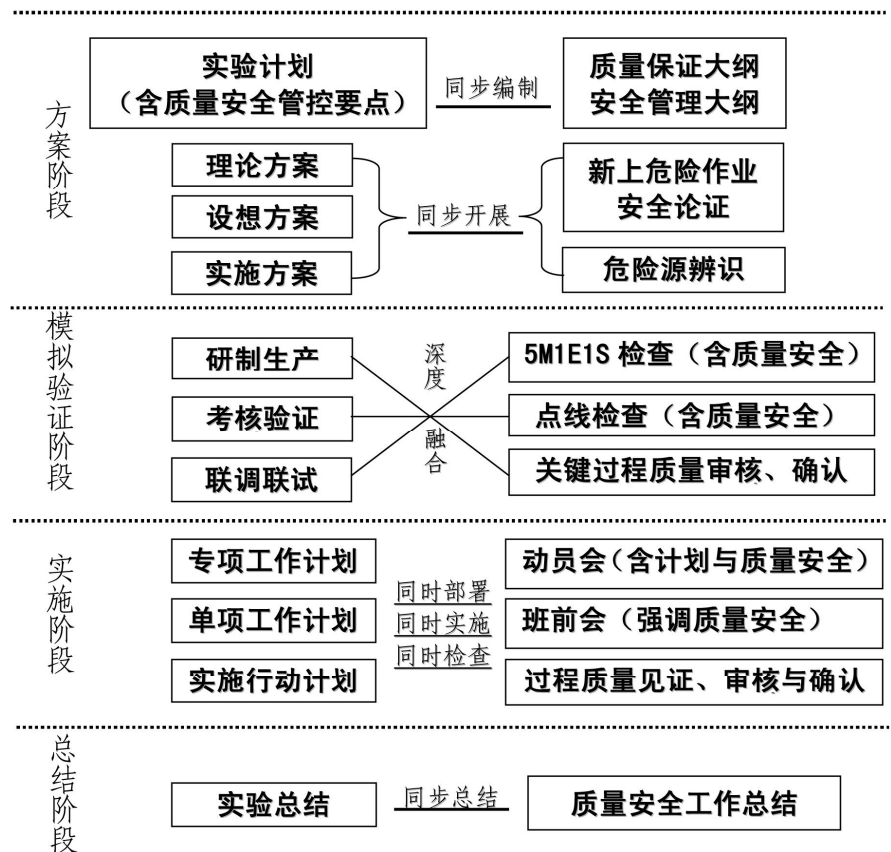 方案阶段
实验计划
（含质量安全管控要点）
同步编制
质量保证大纲
安全管理大纲
理论方案
设想方案
实施方案
同步开展
新上危险作业
安全论证
危险源辨识
模拟验证阶段
研制生产
考核验证
联调联试
深度
融合
5M1E1S检查（含质量安全）
点线检查（含质量安全）
关键过程质量审核、确认
实施阶段
专项工作计划
单项工作计划
实施行动计划
同时部署
同时实施
同时检查
动员会（含计划与质量安全）
班前会（强调质量安全）
过程质量见证、审核与确认
总结阶段
实验总结
同步总结
质量安全工作总结